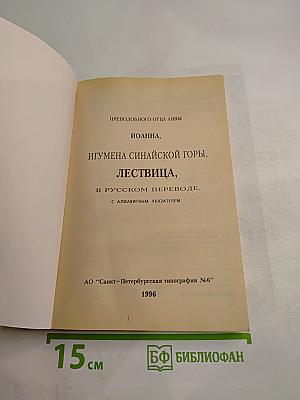 ПРЕПОДОБНОГО ОТЦА АВВЫ
ИОАННА,
ИГУМЕНА СИНАЙСКОЙ ГОРЫ,
ЛЕСТВИЦА,
В РУССКОМ ПЕРЕВОДЕ,
С АЛФАВИТНЫМ УКАЗАТЕЛЕМ
АО "Санкт-Петербургская типография №6"
1996
15 см
БФ БИБЛИОФАН